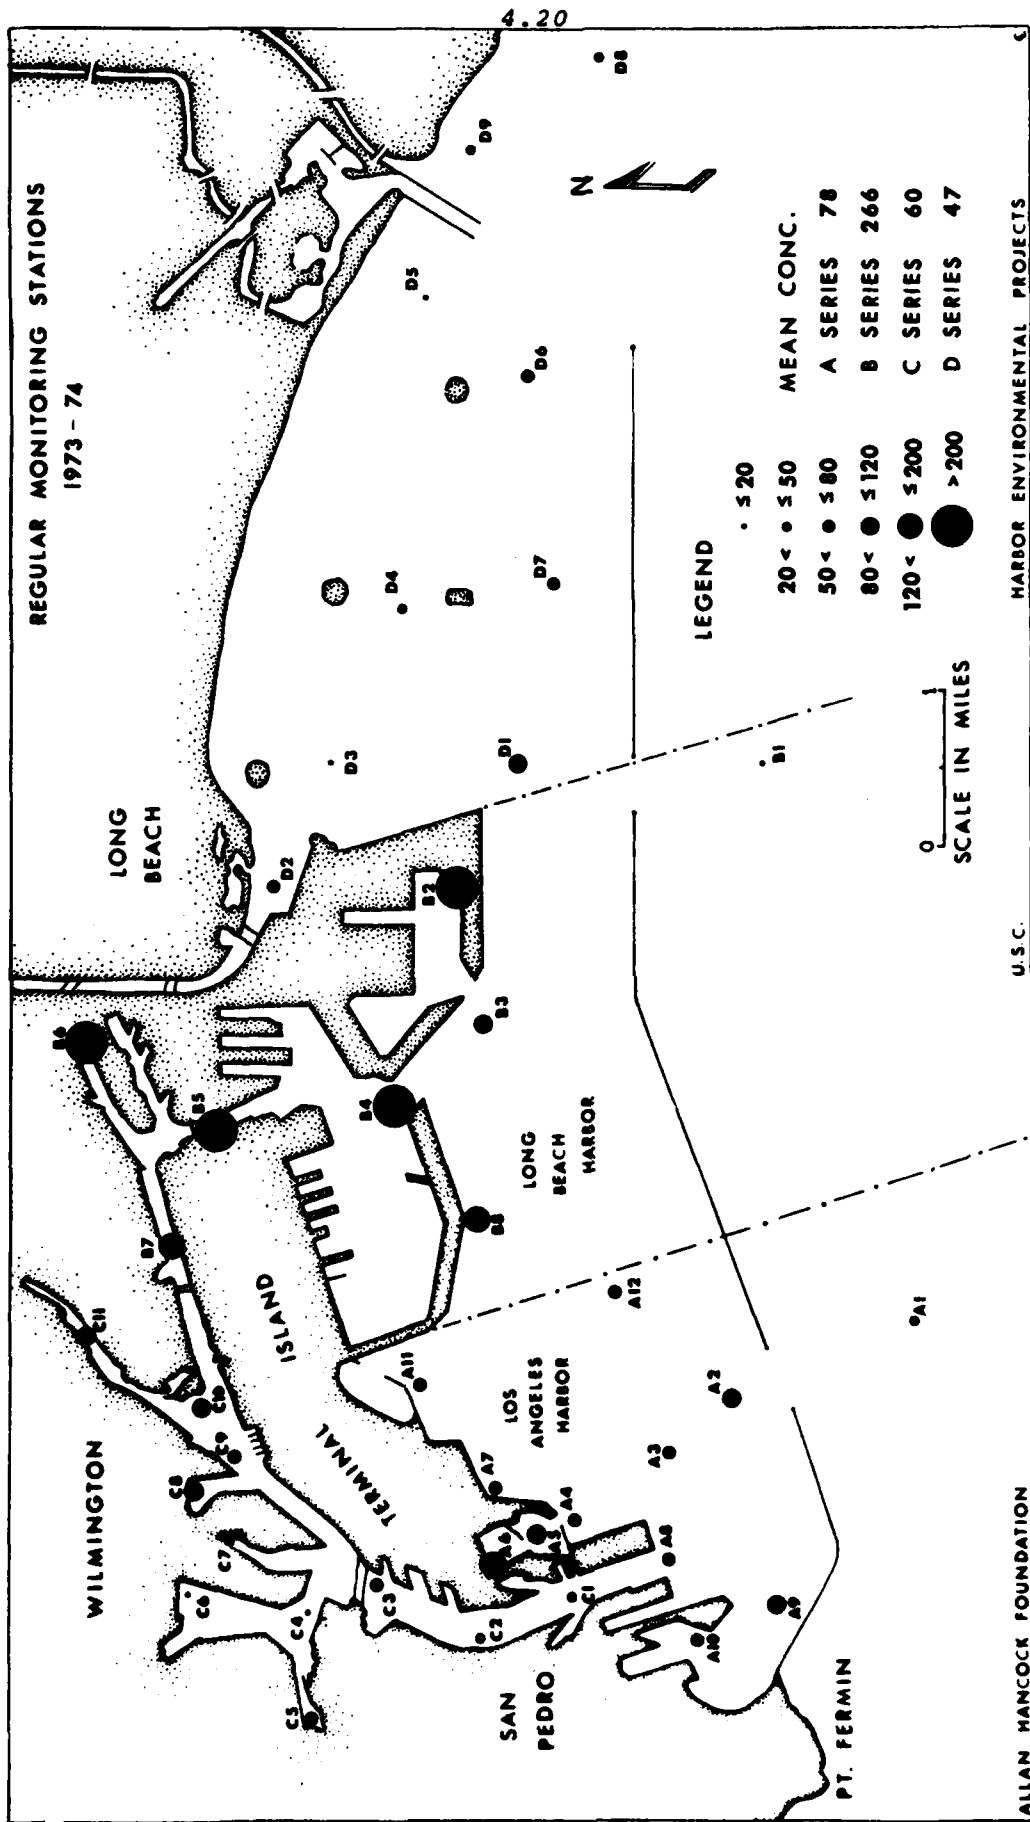 4.20
REGULAR MONITORING STATIONS
1973 - 74
LONG
BEACH
WILMINGTON
TERMINAL
ISLAND
SAN
PEDRO
LOS
ANGELES
HARBOR
LONG
BEACH
HARBOR
PT. FERMIN
N
A1
A2
A3
A4
A5
A6
A7
A8
A9
A10
A11
A12
B1
B2
B3
B4
B5
B6
B7
B8
C1
C2
C3
C4
C5
C6
C7
C8
C9
C10
C11
D1
D2
D3
D4
D5
D6
D7
D8
D9
LEGEND
· ≤ 20
20 < ≤ 50
50 < ≤ 80
80 < ≤ 120
120 < ≤ 200
> 200
MEAN CONC.
A SERIES 78
B SERIES 266
C SERIES 60
D SERIES 47
0 1
SCALE IN MILES
ALLAN HANCOCK FOUNDATION U.S.C. HARBOR ENVIRONMENTAL PROJECTS